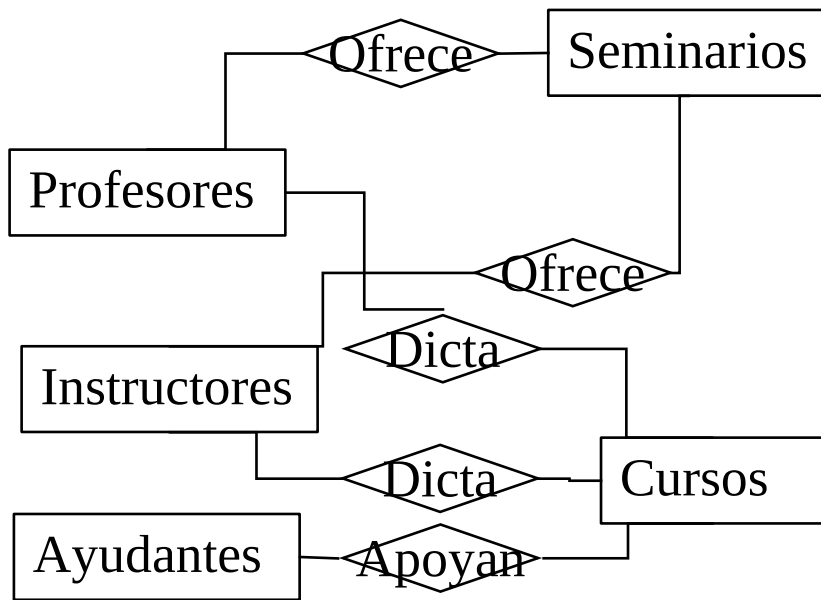 Ofrece
Seminarios
Profesores
Ofrece
Dicta
Instructores
Dicta
Cursos
Ayudantes
Apoyan